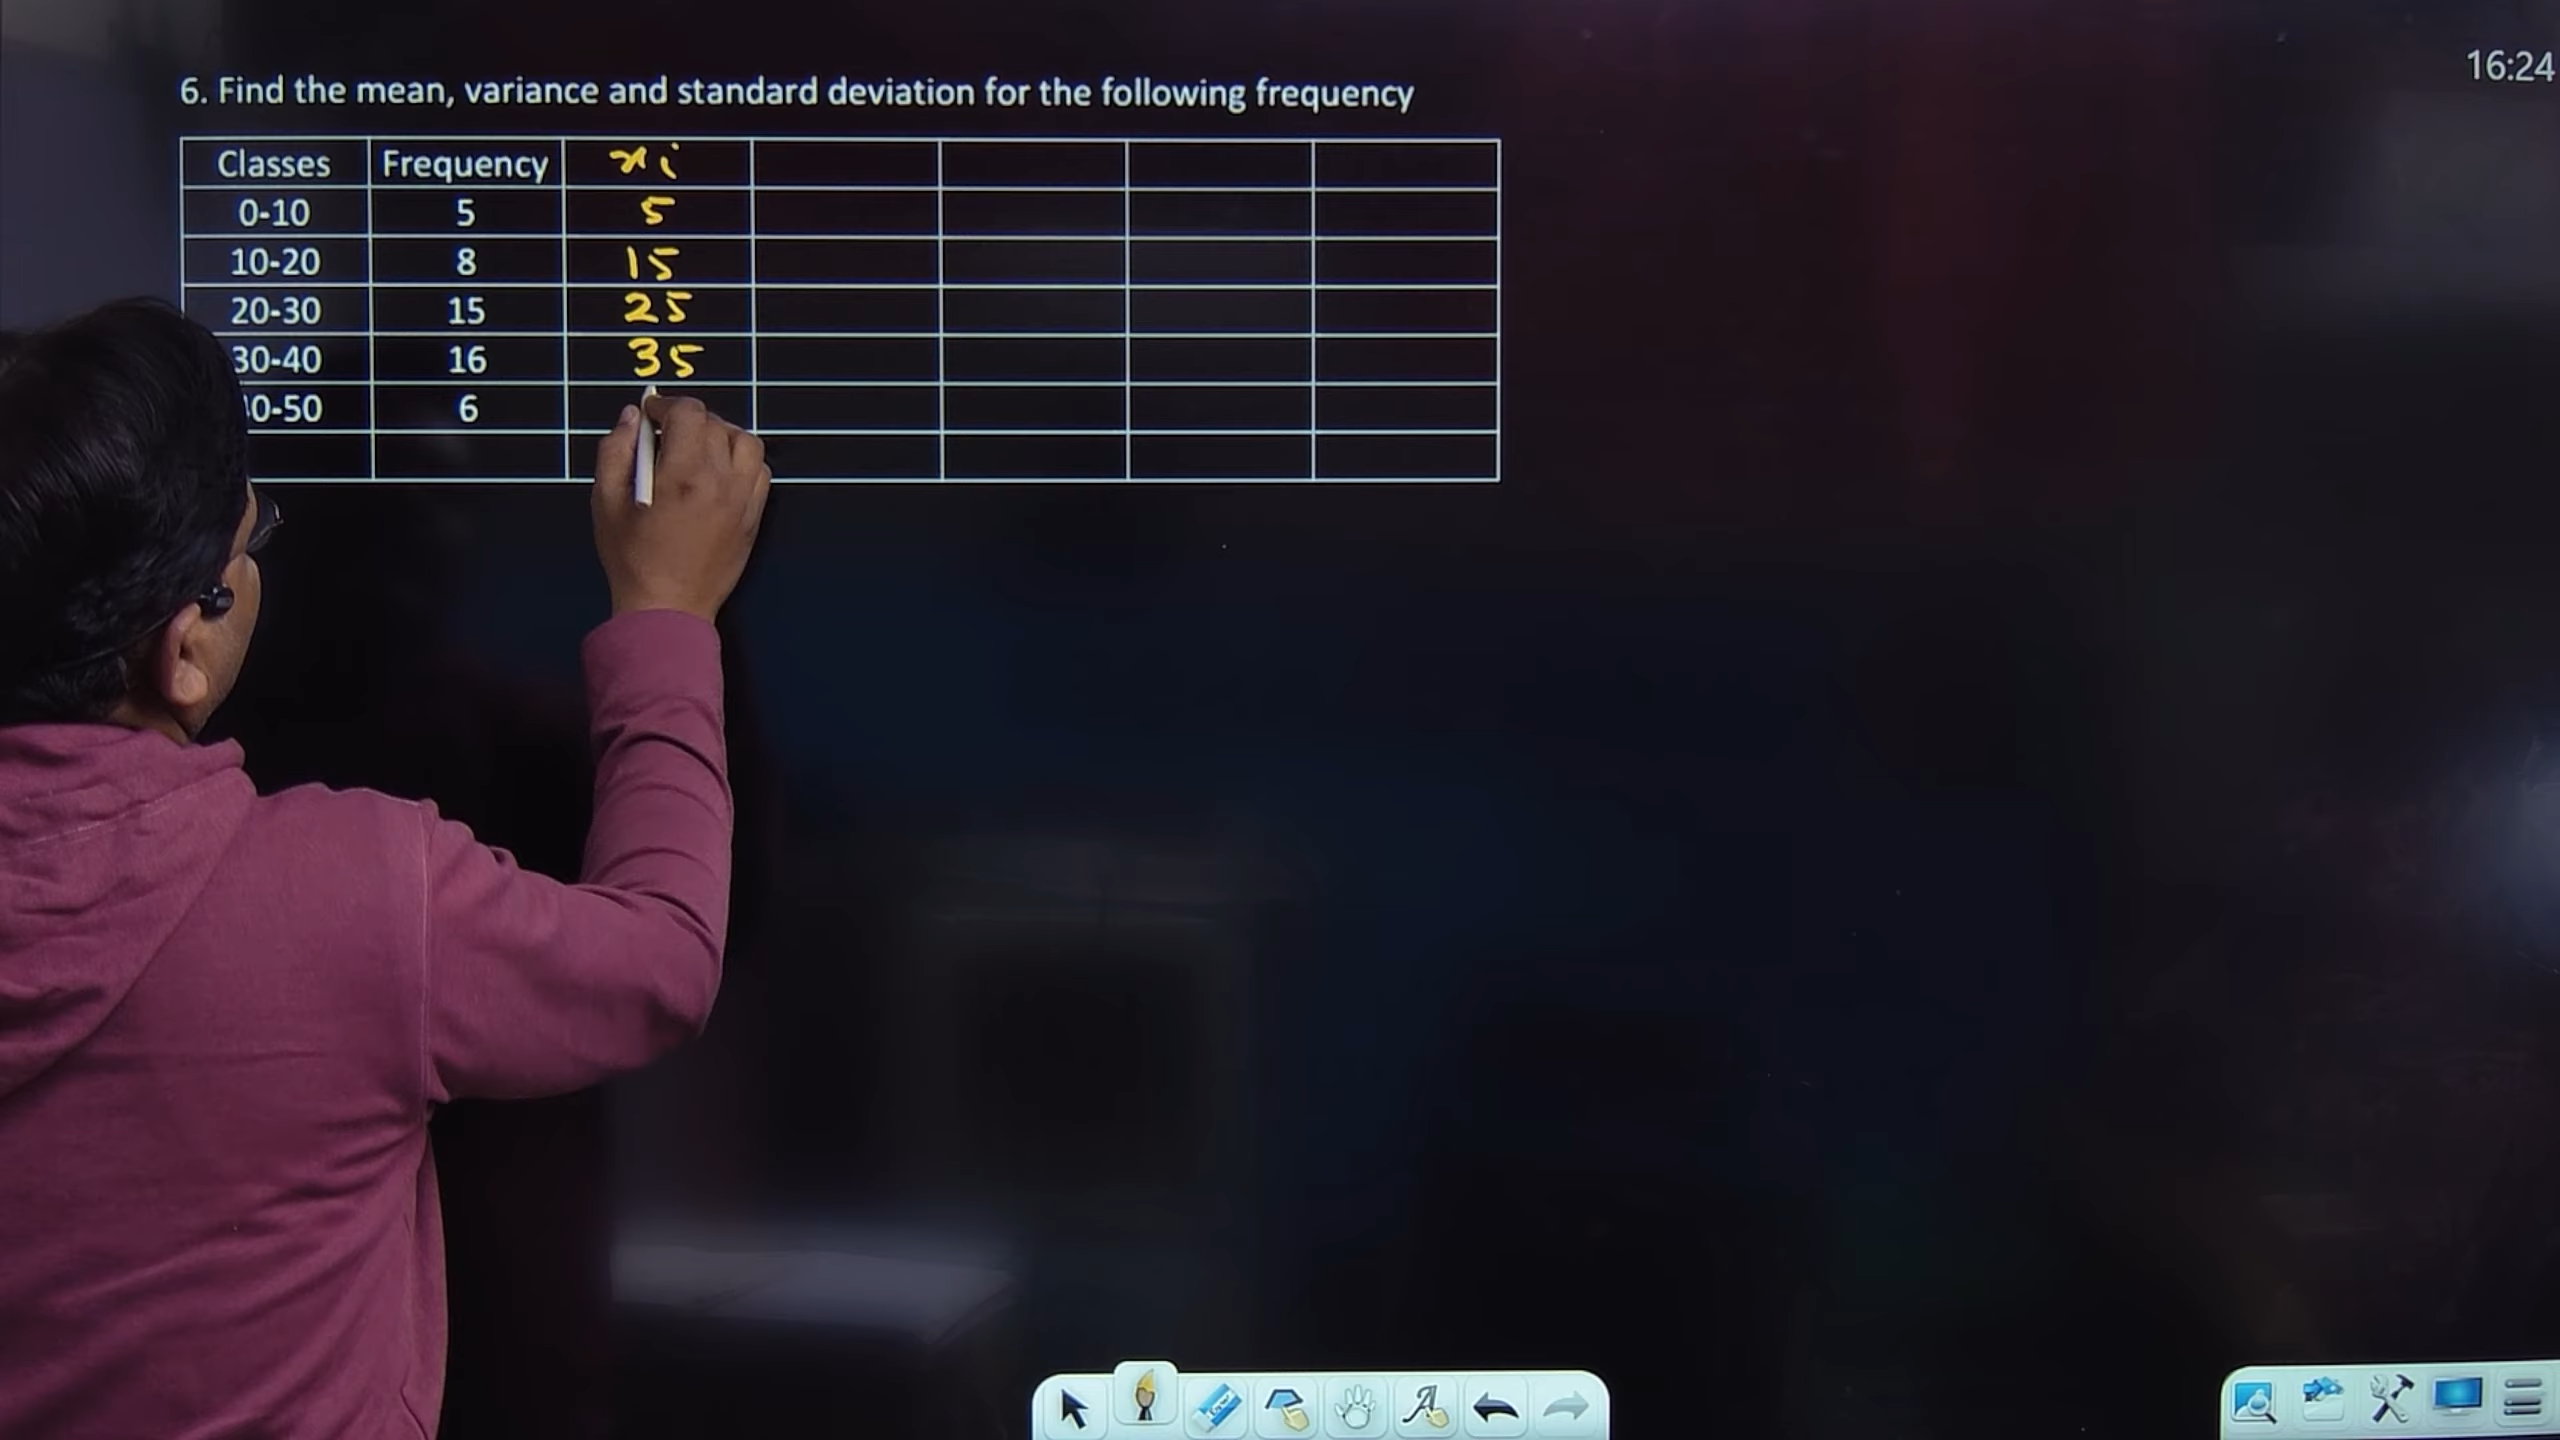 16:24
6. Find the mean, variance and standard deviation for the following frequency
Classes Frequency xi
0-10 5 5
10-20 8 15
20-30 15 25
30-40 16 35
0-50 6